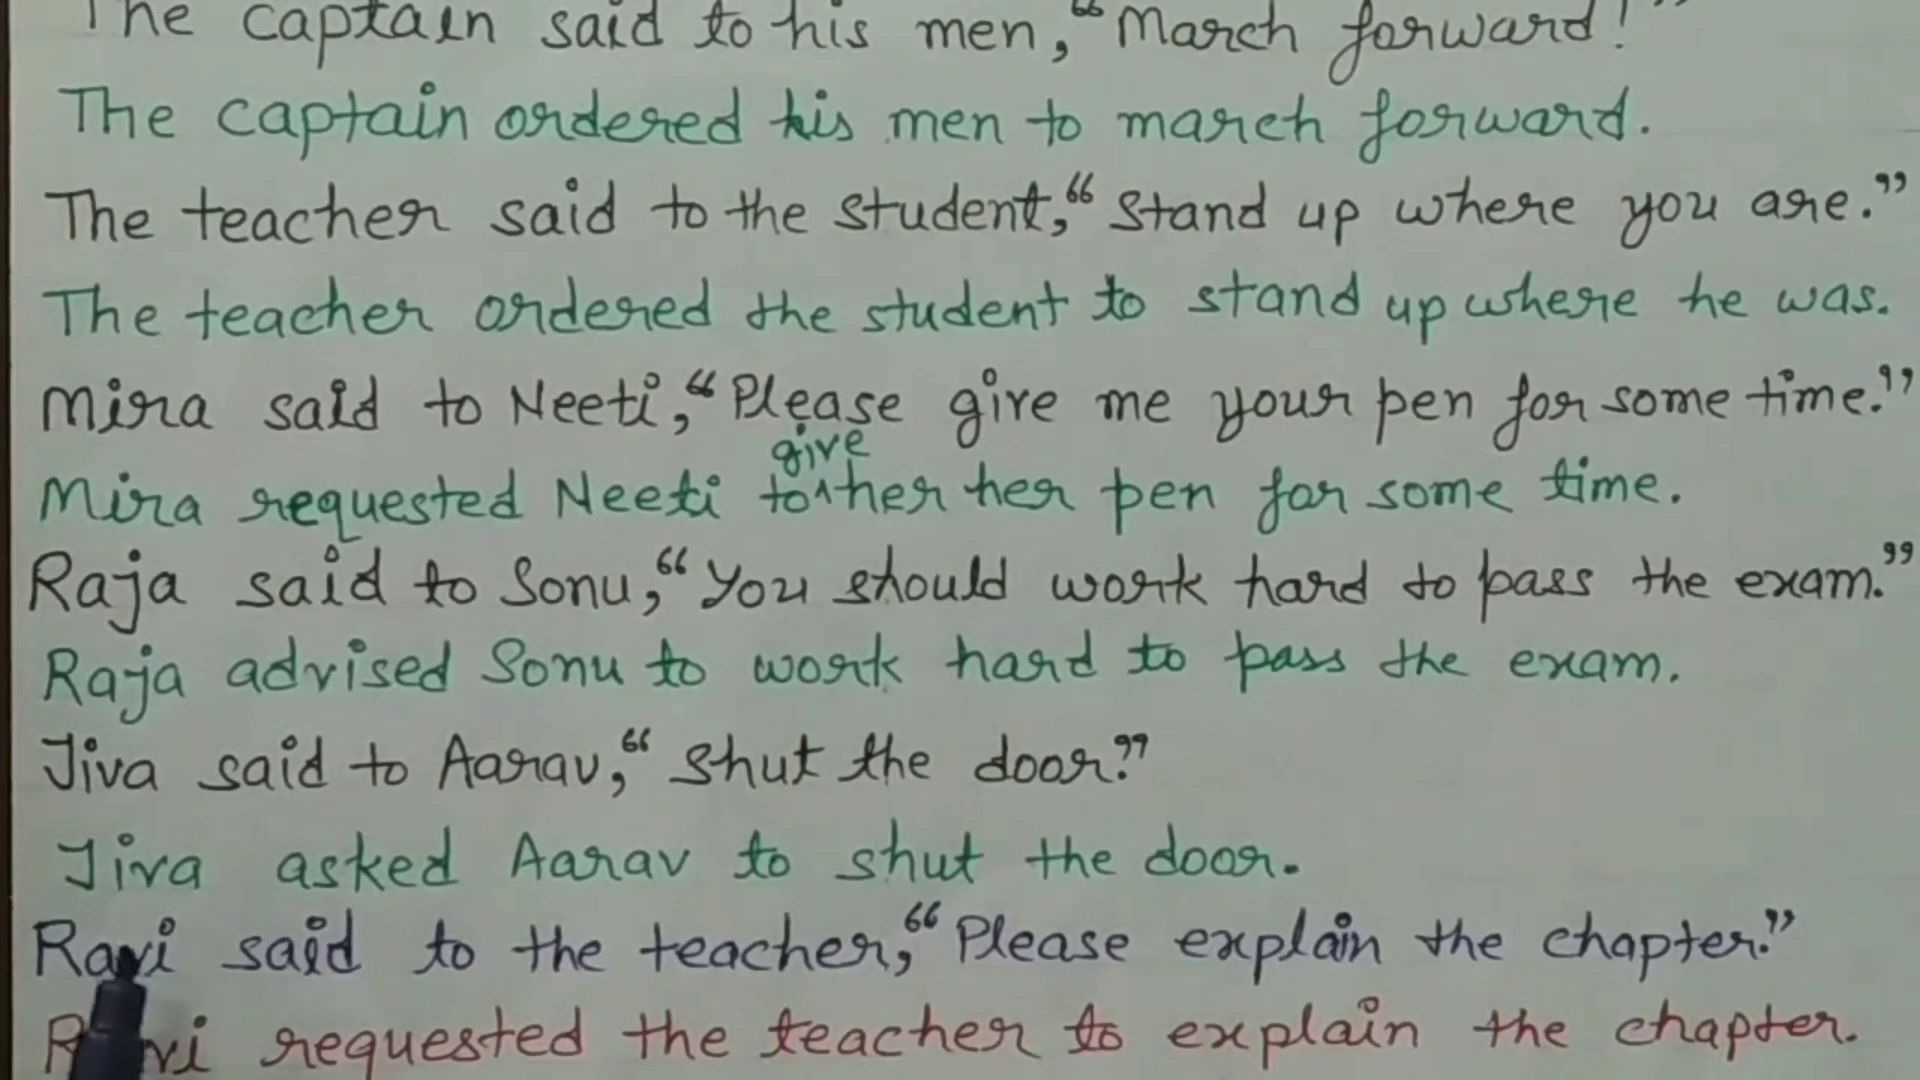 The captain said to his men, "March forward!"
The captain ordered his men to march forward.
The teacher said to the student, "Stand up where you are."
The teacher ordered the student to stand up where he was.
Mira said to Neeti, "Please give me your pen for some time."
give
Mira requested Neeti to ^ her her pen for some time.
Raja said to Sonu, "You should work hard to pass the exam."
Raja advised Sonu to work hard to pass the exam.
Jiva said to Aarav, "Shut the door."
Jiva asked Aarav to shut the door.
Ravi said to the teacher, "Please explain the chapter."
Ravi requested the teacher to explain the chapter.